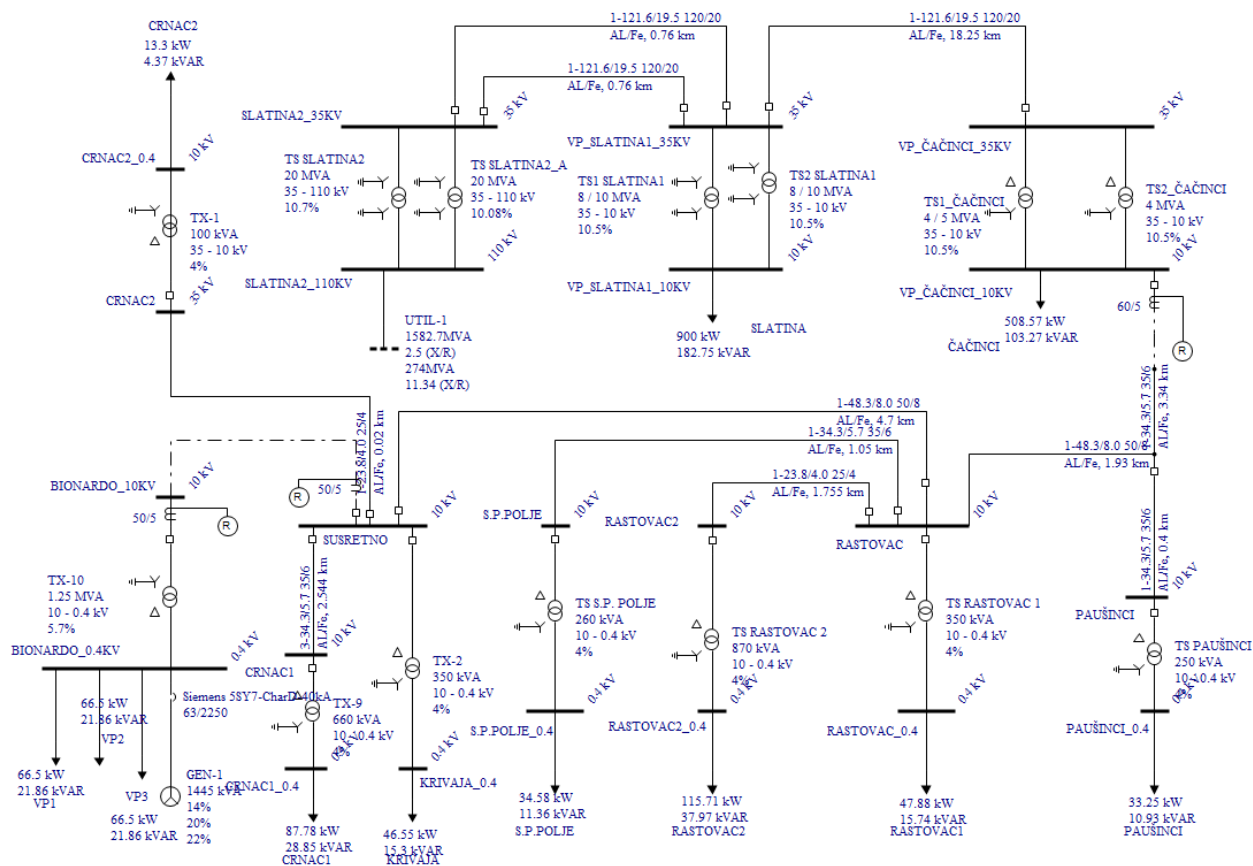 CRNAC2
13.3 kW
4.37 kVAR
10 kV
CRNAC2_0.4
TX-1
100 kVA
35 - 10 kV
4%
35 kV
CRNAC2
1-121.6/19.5 120/20
AL/Fe, 0.76 km
1-121.6/19.5 120/20
AL/Fe, 0.76 km
1-121.6/19.5 120/20
AL/Fe, 18.25 km
SLATINA2_35KV
35 kV
TS SLATINA2
20 MVA
35 - 110 kV
10.7%
TS SLATINA2_A
20 MVA
35 - 110 kV
10.08%
110 kV
SLATINA2_110KV
UTIL-1
1582.7MVA
2.5 (X/R)
274MVA
11.34 (X/R)
35 kV
VP_SLATINA1_35KV
TS1 SLATINA1
8 / 10 MVA
35 - 10 kV
10.5%
TS2 SLATINA1
8 / 10 MVA
35 - 10 kV
10.5%
10 kV
VP_SLATINA1_10KV
900 kW
182.75 kVAR
SLATINA
35 kV
VP_ČAČINCI_35KV
TS1_ČAČINCI
4 / 5 MVA
35 - 10 kV
10.5%
TS2_ČAČINCI
4 MVA
35 - 10 kV
10.5%
10 kV
VP_ČAČINCI_10KV
508.57 kW
103.27 kVAR
ČAČINCI
60/5
R
1-34.3/5.7 35/6
AL/Fe, 3.34 km
1-48.3/8.0 50/8
AL/Fe, 1.93 km
1-48.3/8.0 50/8
AL/Fe, 4.7 km
1-34.3/5.7 35/6
AL/Fe, 1.05 km
1-23.8/4.0 25/4
AL/Fe, 1.755 km
1-34.3/5.7 35/6
AL/Fe, 0.4 km
1-23.8/4.0 25/4
AL/Fe, 0.02 km
R
50/5
10 kV
BIONARDO_10KV
50/5
R
TX-10
1.25 MVA
10 - 0.4 kV
5.7%
0.4 kV
BIONARDO_0.4KV
Siemens 5SY7-CharD-40kA
63/2250
66.5 kW
21.86 kVAR
VP1
66.5 kW
21.86 kVAR
VP2
VP3
66.5 kW
21.86 kVAR
GEN-1
1445 kVA
14%
20%
22%
10 kV
SUSRETNO
3-34.3/5.7 35/6
AL/Fe, 2.544 km
10 kV
CRNAC1
TX-9
660 kVA
10 - 0.4 kV
4%
0.4 kV
CRNAC1_0.4
87.78 kW
28.85 kVAR
CRNAC1
TX-2
350 kVA
10 - 0.4 kV
4%
0.4 kV
KRIVAJA_0.4
46.55 kW
15.3 kVAR
KRIVAJA
10 kV
S.P.POLJE
TS S.P. POLJE
260 kVA
10 - 0.4 kV
4%
0.4 kV
S.P.POLJE_0.4
34.58 kW
11.36 kVAR
S.P.POLJE
10 kV
RASTOVAC2
TS RASTOVAC 2
870 kVA
10 - 0.4 kV
4%
0.4 kV
RASTOVAC2_0.4
115.71 kW
37.97 kVAR
RASTOVAC2
10 kV
RASTOVAC
TS RASTOVAC 1
350 kVA
10 - 0.4 kV
4%
0.4 kV
RASTOVAC_0.4
47.88 kW
15.74 kVAR
RASTOVAC1
10 kV
PAUŠINCI
TS PAUŠINCI
250 kVA
10 - 0.4 kV
4%
0.4 kV
PAUŠINCI_0.4
33.25 kW
10.93 kVAR
PAUŠINCI